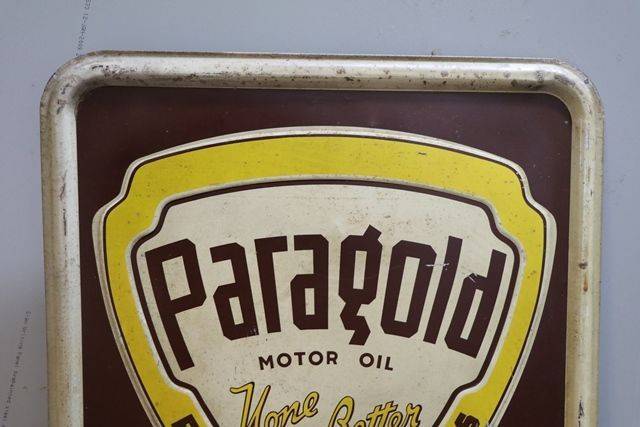 Paragold
MOTOR OIL
None Better